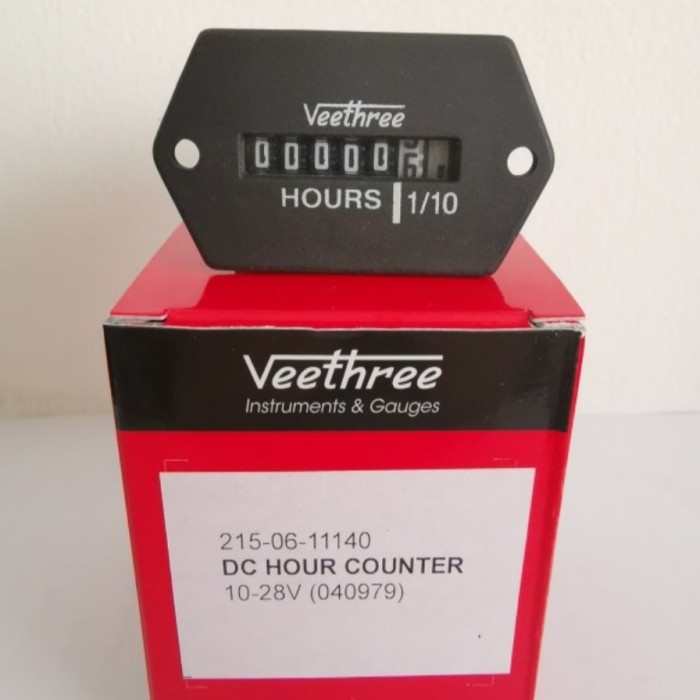 Veethree
00000
HOURS 1/10
Veethree
Instruments & Gauges
215-06-11140
DC HOUR COUNTER
10-28V (040979)